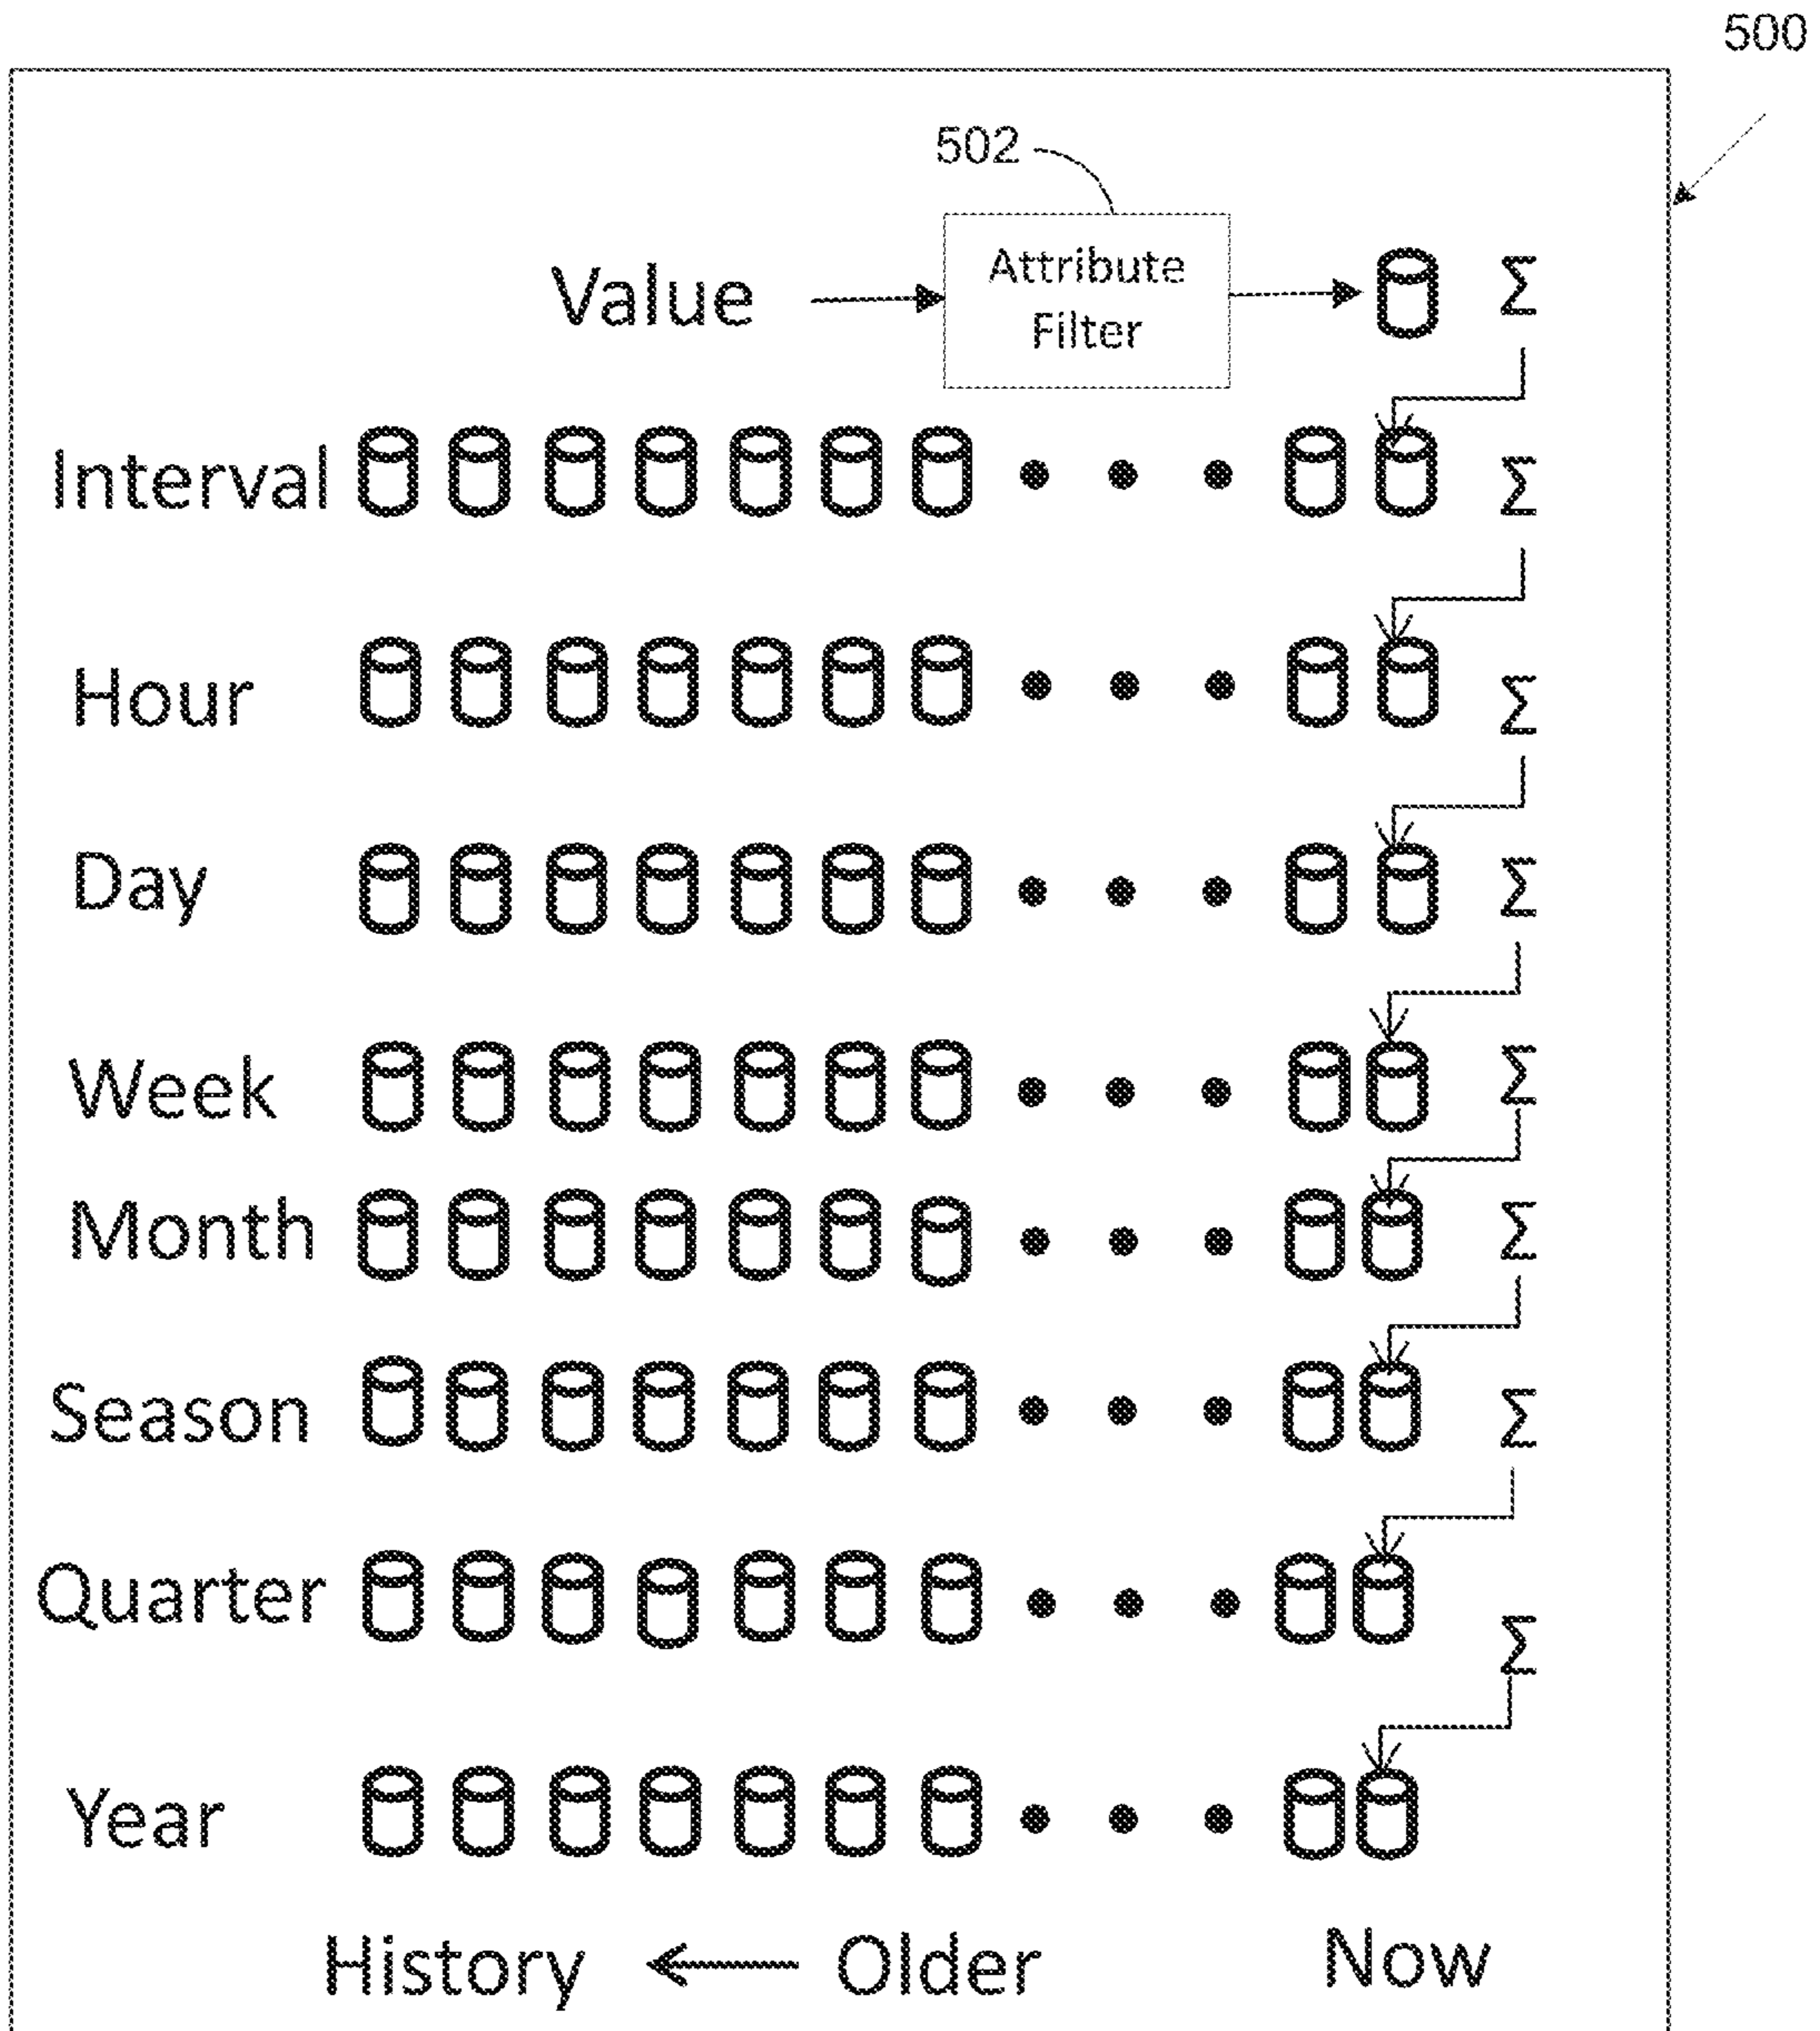 500
502
Value
Attribute
Filter
Σ
Interval
Σ
Hour
Σ
Day
Σ
Week
Σ
Month
Σ
Season
Σ
Quarter
Σ
Year
History ← Older Now